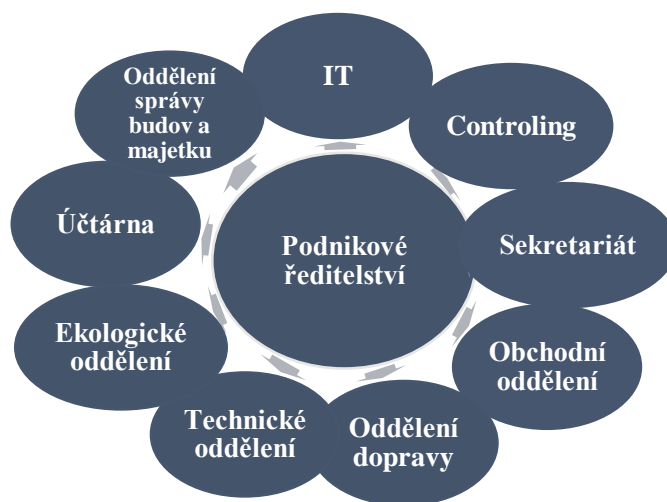 IT
Controling
Sekretariát
Obchodní
oddělení
Oddělení
dopravy
Technické
oddělení
Ekologické
oddělení
Účtárna
Oddělení
správy
budov a
majetku
Podnikové
ředitelství